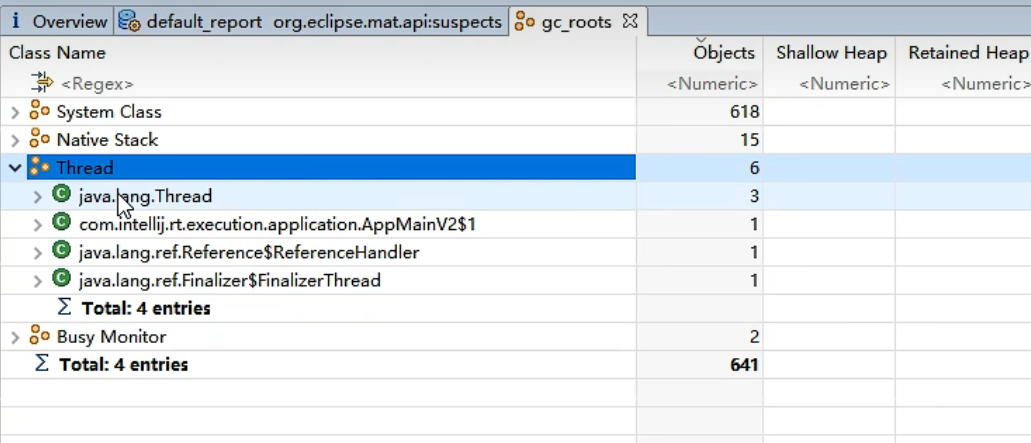 i Overview default_report org.eclipse.mat.api:suspects gc_roots
Class Name Objects Shallow Heap Retained Heap
<Regex> <Numeric> <Numeric> <Numeric>
System Class 618
Native Stack 15
Thread 6
java.lang.Thread 3
com.intellij.rt.execution.application.AppMainV2$1 1
java.lang.ref.Reference$ReferenceHandler 1
java.lang.ref.Finalizer$FinalizerThread 1
Σ Total: 4 entries
Busy Monitor 2
Σ Total: 4 entries 641